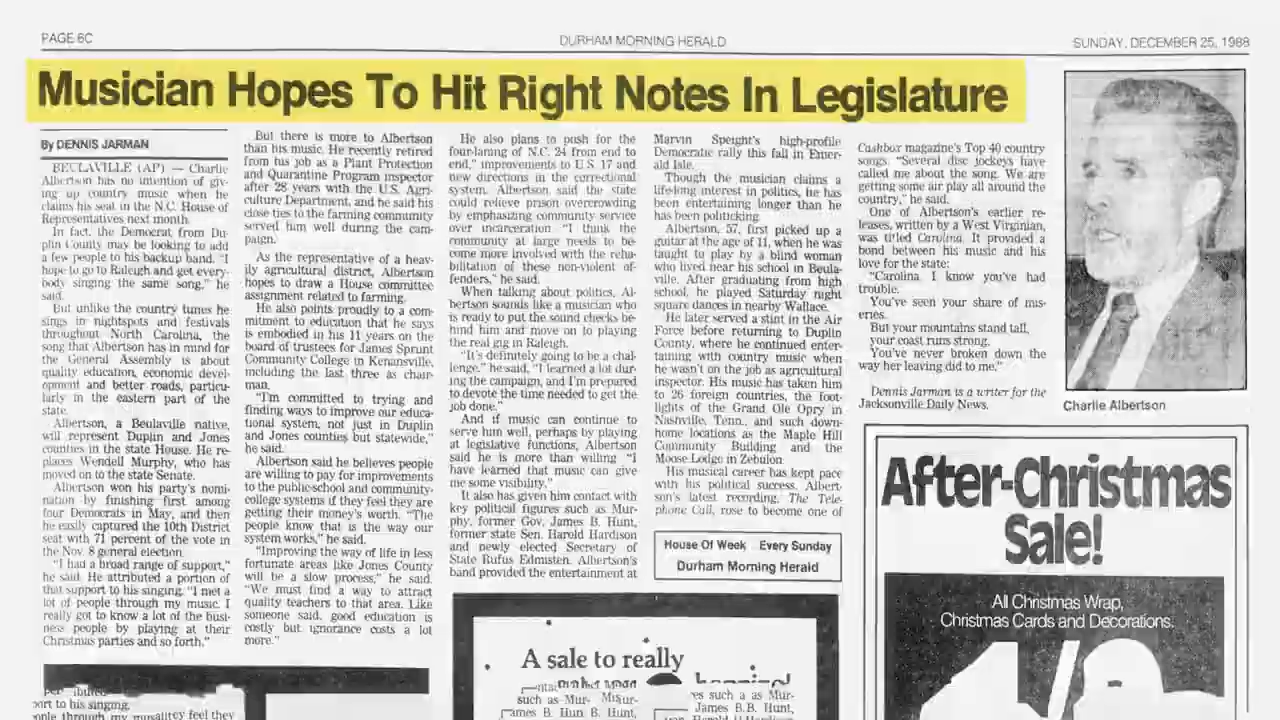 PAGE 6C
DURHAM MORNING HERALD
SUNDAY, DECEMBER 25, 1988
Musician Hopes To Hit Right Notes In Legislature
By DENNIS JARMAN
BEULAVILLE (AP) — Charlie
Albertson has no intention of giv-
ing up country music when he
claims his seat in the N.C. House of
Representatives next month.
In fact, the Democrat from Du-
plin County may be looking to add
a few people to his backup band. "I
hope to go to Raleigh and get every-
body singing the same song," he
said.
But unlike the country tunes he
sings in nightspots and festivals
throughout North Carolina, the
song that Albertson has in mind for
the General Assembly is about
quality education, economic devel-
opment and better roads, particu-
larly in the eastern part of the
state.
Albertson, a Beulaville native,
will represent Duplin and Jones
counties in the state House. He re-
places Wendell Murphy, who has
moved on to the state Senate.
Albertson won his party's nomi-
nation by finishing first among
four Democrats in May, and then
he easily captured the 10th District
seat with 71 percent of the vote in
the Nov. 8 general election.
"I had a broad range of support,"
he said. He attributed a portion of
that support to his singing. "I met a
lot of people through my music. I
really got to know a lot of the busi-
ness people by playing at their
Christmas parties and so forth."
But there is more to Albertson
than his music. He recently retired
from his job as a Plant Protection
and Quarantine Program inspector
after 28 years with the U.S. Agri-
culture Department, and he said his
close ties to the farming community
served him well during the cam-
paign.
As the representative of a heav-
ily agricultural district, Albertson
hopes to draw a House committee
assignment related to farming.
He also points proudly to a com-
mitment to education that he says
is embodied in his 11 years on the
board of trustees for James Sprunt
Community College in Kenansville,
including the last three as chair-
man.
"I'm committed to trying and
finding ways to improve our educa-
tional system, not just in Duplin
and Jones counties but statewide,"
he said.
Albertson said he believes people
are willing to pay for improvements
to the public-school and community-
college systems if they feel they are
getting their money's worth. "The
people know that is the way our
system works," he said.
"Improving the way of life in less
fortunate areas like Jones County
will be a slow process," he said.
"We must find a way to attract
quality teachers to that area. Like
someone said, good education is
costly but ignorance costs a lot
more."
He also plans to push for the
four-laning of N.C. 24 from end to
end," improvements to U.S. 17 and
new directions in the correctional
system. Albertson said the state
could relieve prison overcrowding
by emphasizing community service
over incarceration. "I think the
community at large needs to be-
come more involved with the reha-
bilitation of these non-violent of-
fenders," he said.
When talking about politics, Al-
bertson sounds like a musician who
is ready to put the sound checks be-
hind him and move on to playing
the real gig in Raleigh.
"It's definitely going to be a chal-
lenge," he said, "I learned a lot dur-
ing the campaign, and I'm prepared
to devote the time needed to get the
job done."
And if music can continue to
serve him well, perhaps by playing
at legislative functions, Albertson
said he is more than willing "I
have learned that music can give
me some visibility."
It also has given him contact with
key political figures such as Mur-
phy, former Gov. James B. Hunt,
former state Sen. Harold Hardison
and newly elected Secretary of
State Rufus Edmisten. Albertson's
band provided the entertainment at
Marvin Speight's high-profile
Democratic rally this fall in Emer-
ald Isle.
Though the musician claims a
life-long interest in politics, he has
been entertaining longer than he
has been politicking.
Albertson, 57, first picked up a
guitar at the age of 11, when he was
taught to play by a blind woman
who lived near his school in Beula-
ville. After graduating from high
school, he played Saturday night
square dances in nearby Wallace.
He later served a stint in the Air
Force before returning to Duplin
County, where he continued enter-
taining with country music when
he wasn't on the job as agricultural
inspector. His music has taken him
to 26 foreign countries, the foot-
lights of the Grand Ole Opry in
Nashville, Tenn., and such down-
home locations as the Maple Hill
Community Building and the
Moose Lodge in Zebulon.
His musical career has kept pace
with his political success. Albert-
son's latest recording, The Tele-
phone Call, rose to become one of
House Of Week Every Sunday
Durham Morning Herald
Cashbox magazine's Top 40 country
songs. "Several disc jockeys have
called me about the song. We are
getting some air play all around the
country," he said.
One of Albertson's earlier re-
leases, written by a West Virginian,
was titled Carolina. It provided a
bond between his music and his
love for the state:
"Carolina I know you've had
trouble.
You've seen your share of mis-
eries.
But your mountains stand tall,
your coast runs strong.
You've never broken down the
way her leaving did to me."
Dennis Jarman is a writer for the
Jacksonville Daily News.
Charlie Albertson
After-Christmas
Sale!
All Christmas Wrap,
Christmas Cards and Decorations.
A sale to really
such as Mur-
ames B. Hun B. Hunt,
es such a as Mur-
James B.B. Hunt,
port to his singing.